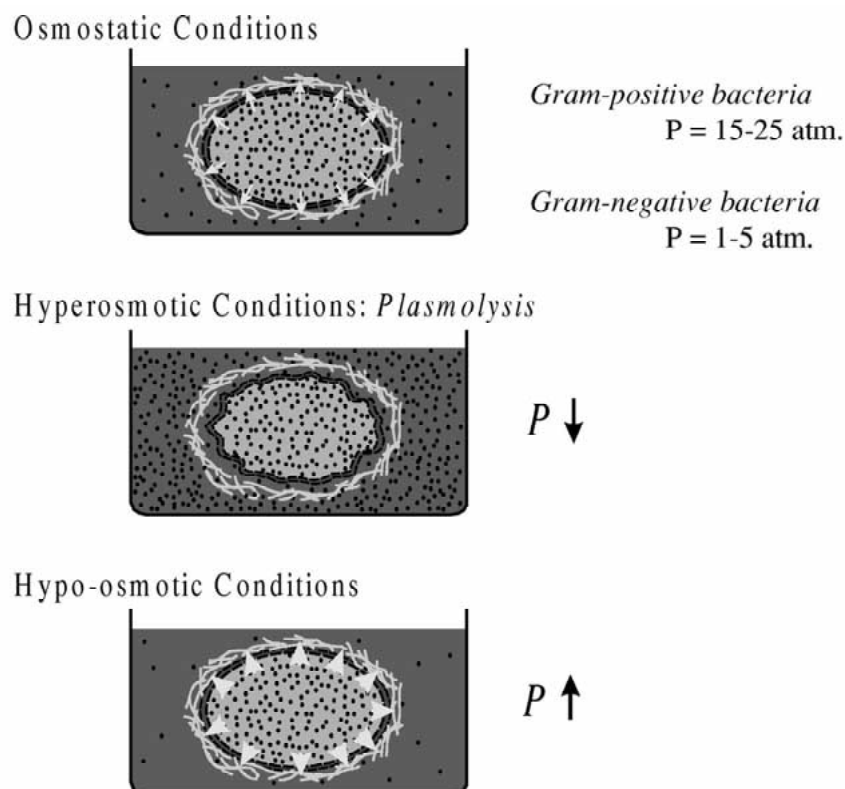 Osmostatic Conditions
Gram-positive bacteria
P = 15-25 atm.
Gram-negative bacteria
P = 1-5 atm.
Hyperosmotic Conditions: Plasmolysis
P ↓
Hypo-osmotic Conditions
P ↑